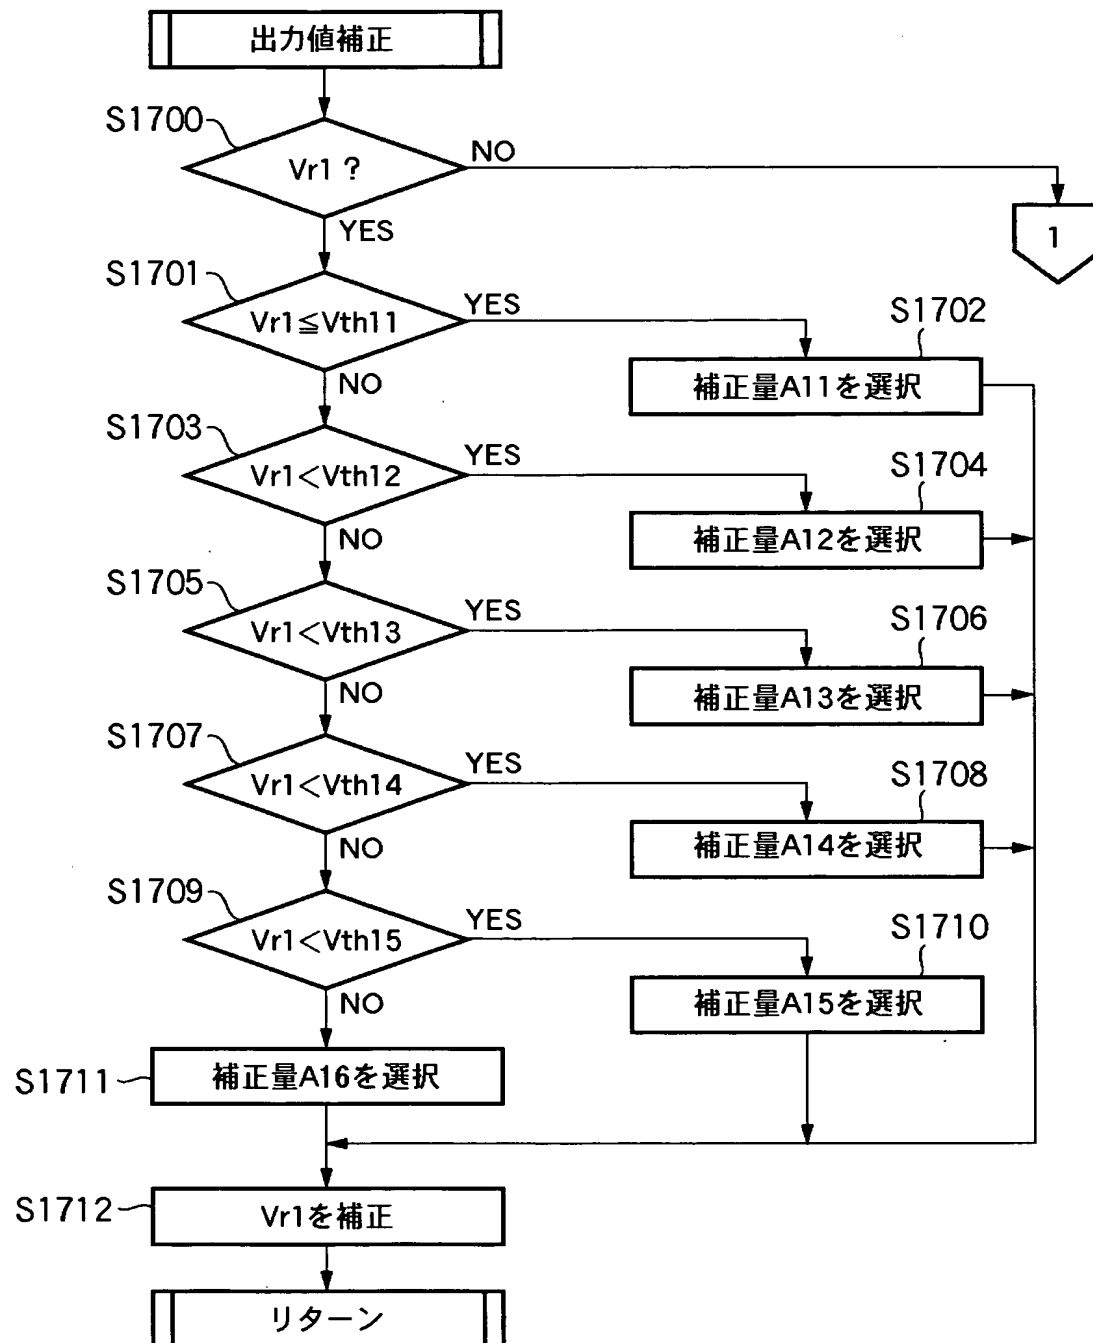 出力値補正
S1700
Vr1 ?
NO
1
YES
S1701
Vr1≦Vth11
YES
S1702
補正量A11を選択
NO
S1703
Vr1<Vth12
YES
S1704
補正量A12を選択
NO
S1705
Vr1<Vth13
YES
S1706
補正量A13を選択
NO
S1707
Vr1<Vth14
YES
S1708
補正量A14を選択
NO
S1709
Vr1<Vth15
YES
S1710
補正量A15を選択
NO
S1711
補正量A16を選択
S1712
Vr1を補正
リターン